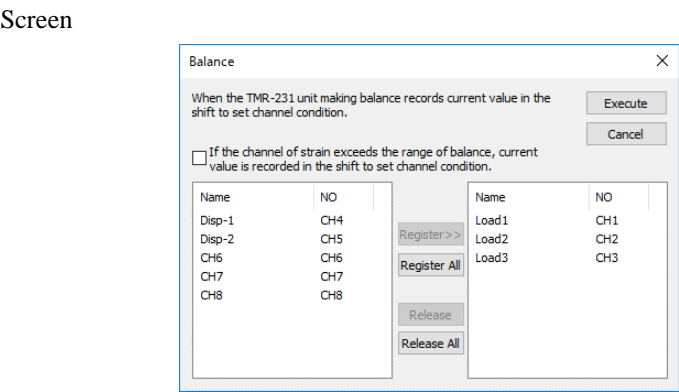 Screen
Balance
When the TMR-231 unit making balance records current value in the
shift to set channel condition.
Execute
Cancel
If the channel of strain exceeds the range of balance, current
value is recorded in the shift to set channel condition.
Name NO
Disp-1 CH4
Disp-2 CH5
CH6 CH6
CH7 CH7
CH8 CH8
Register>>
Register All
Release
Release All
Name NO
Load1 CH1
Load2 CH2
Load3 CH3